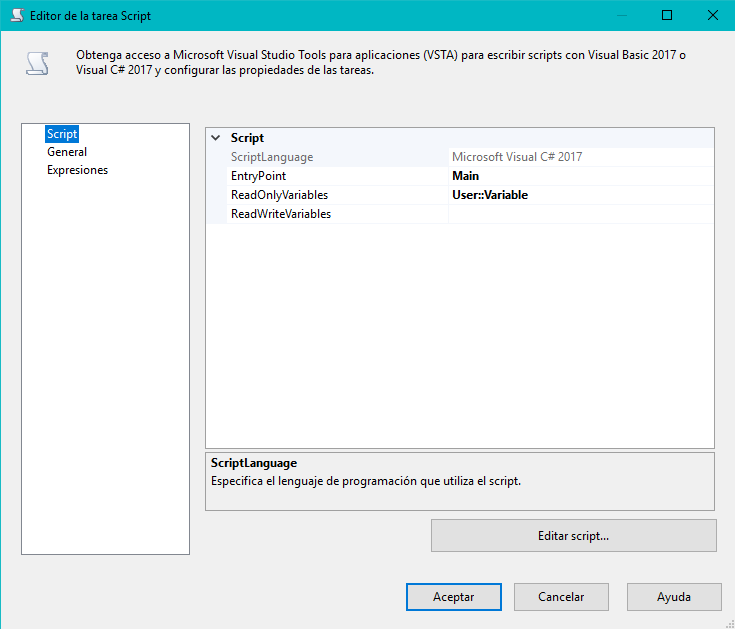 Editor de la tarea Script
Obtenga acceso a Microsoft Visual Studio Tools para aplicaciones (VSTA) para escribir scripts con Visual Basic 2017 o
Visual C# 2017 y configurar las propiedades de las tareas.
Script
General
Expresiones
Script
ScriptLanguage Microsoft Visual C# 2017
EntryPoint Main
ReadOnlyVariables User::Variable
ReadWriteVariables
ScriptLanguage
Especifica el lenguaje de programación que utiliza el script.
Editar script...
Aceptar Cancelar Ayuda